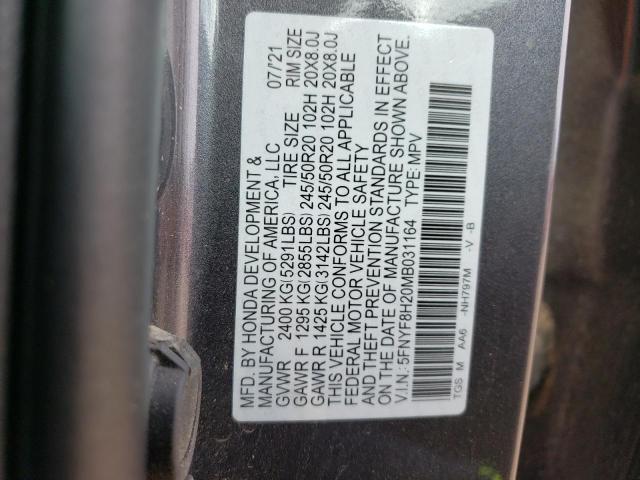 MFD. BY HONDA DEVELOPMENT &
MANUFACTURING OF AMERICA, LLC 07/'21
GVWR 2400 KG(5291LBS) TIRE SIZE RIM SIZE
GAWR F 1295 KG(2855LBS) 245/50R20 102H 20X8.0J
GAWR R 1425 KG(3142LBS) 245/50R20 102H 20X8.0J
THIS VEHICLE CONFORMS TO ALL APPLICABLE
FEDERAL MOTOR VEHICLE SAFETY
AND THEFT PREVENTION STANDARDS IN EFFECT
ON THE DATE OF MANUFACTURE SHOWN ABOVE.
V.I.N.:5FNYF8H20MB031164 TYPE:MPV
TGS M AA6 -NH797M -V -B